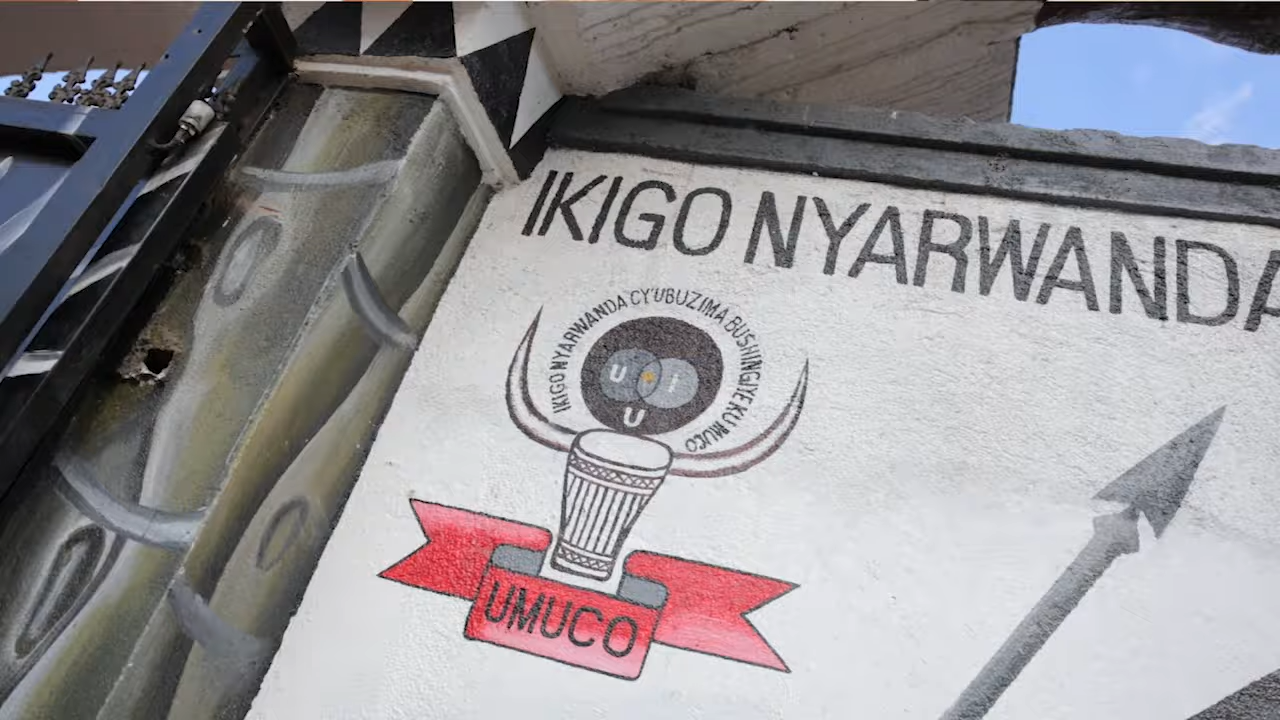 IKIGO NYARWANDA
IKIGO NYARWANDA CY'UBUZIMA BUSHINGIYE KU MUCO
U I
U
UMUCO